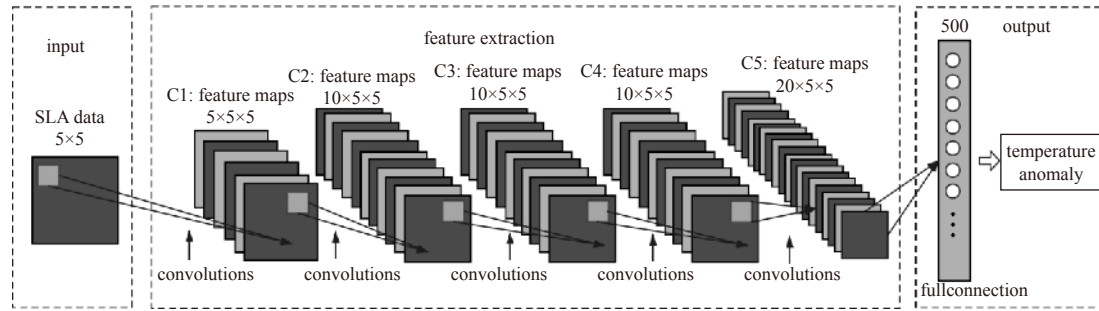 input
SLA data
5×5
feature extraction
C1: feature maps
5×5×5
C2: feature maps
10×5×5
C3: feature maps
10×5×5
C4: feature maps
10×5×5
C5: feature maps
20×5×5
convolutions
convolutions
convolutions
convolutions
convolutions
500
output
temperature
anomaly
fullconnection